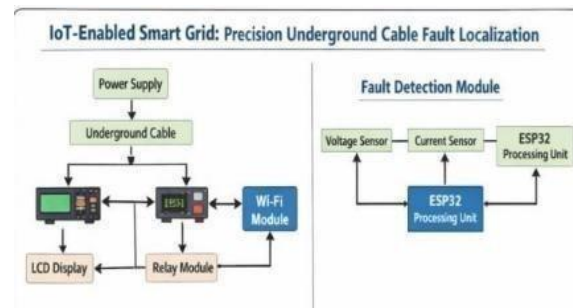 IoT-Enabled Smart Grid: Precision Underground Cable Fault Localization
Power Supply
Underground Cable
Wi-Fi
Module
LCD Display
Relay Module
Fault Detection Module
Voltage Sensor
Current Sensor
ESP32
Processing Unit
ESP32
Processing Unit